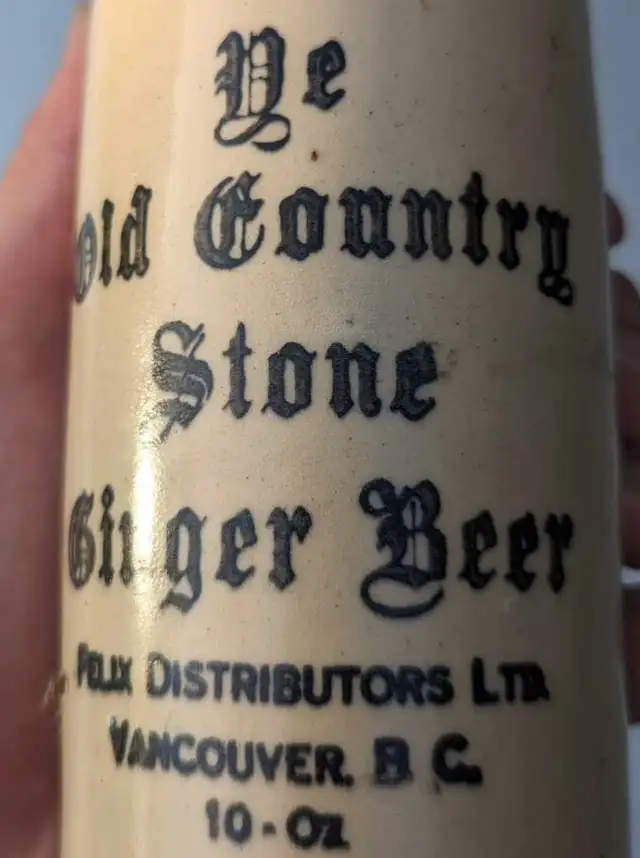 Ye
Old Country
Stone
Ginger Beer
FELIX DISTRIBUTORS LTD.
VANCOUVER. B. C.
10-Oz.